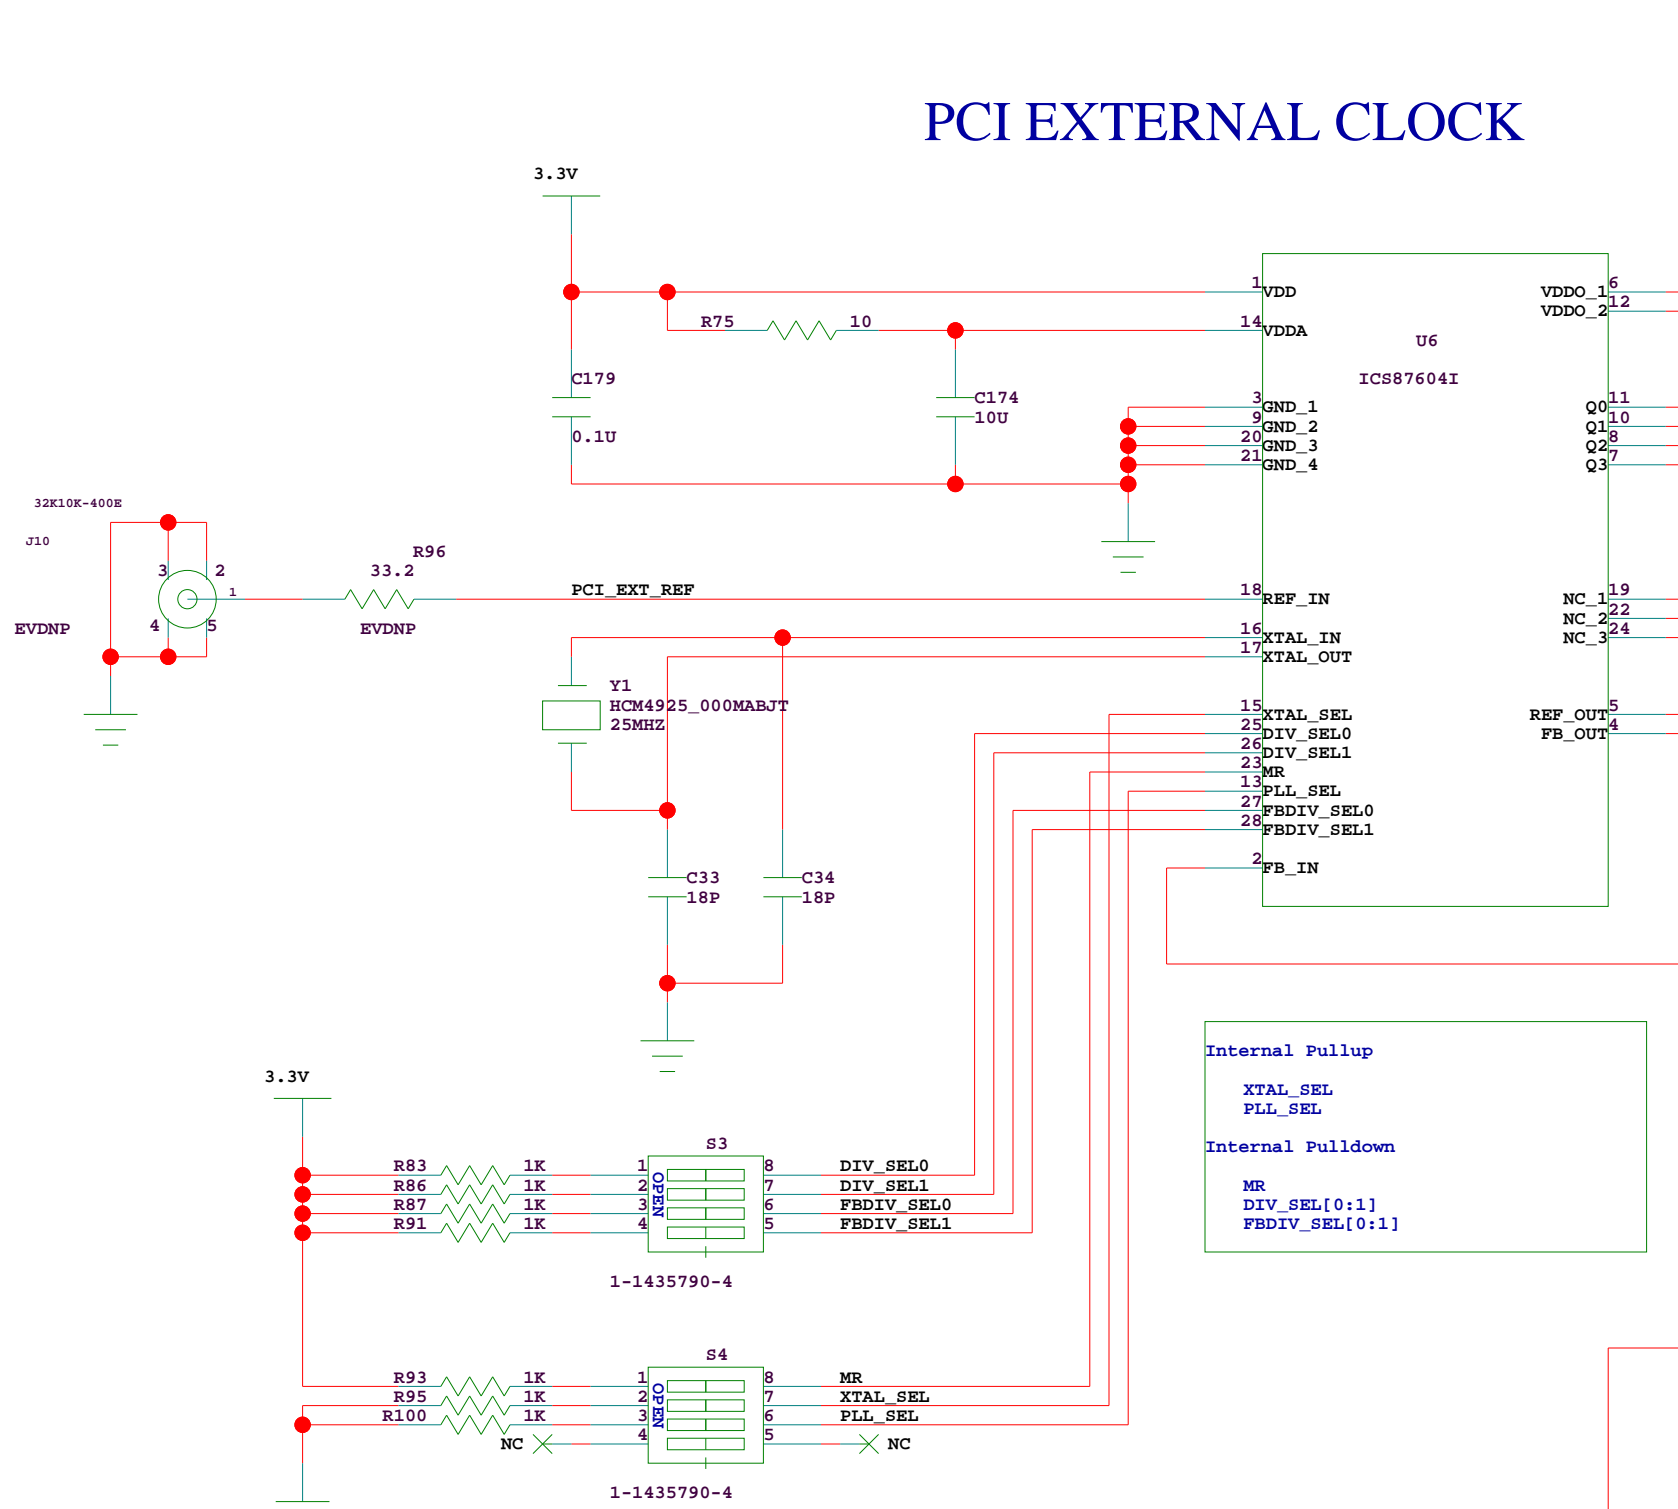 PCI EXTERNAL CLOCK
3.3V
1 VDD VDDO_1 6
VDDO_2 12
R75 10 14 VDDA
U6
C179 ICS87604I
C174 3 GND_1 Q0 11
10U 9 GND_2 Q1 10
0.1U 20 GND_3 Q2 8
21 GND_4 Q3 7
32K10K-400E
J10
R96
3 2 33.2
1 PCI_EXT_REF 18 REF_IN NC_1 19
NC_2 22
4 5
EVDNP EVDNP 16 XTAL_IN NC_3 24
17 XTAL_OUT
Y1
HCM4925_000MABJT
25MHZ 15 XTAL_SEL REF_OUT 5
25 DIV_SEL0 FB_OUT 4
26 DIV_SEL1
23 MR
13 PLL_SEL
27 FBDIV_SEL0
28 FBDIV_SEL1
2 FB_IN
C33 C34
18P 18P
Internal Pullup
3.3V
XTAL_SEL
PLL_SEL
S3 Internal Pulldown
R83 1K 1 8 DIV_SEL0
R86 1K 2 OPEN 7 DIV_SEL1 MR
R87 1K 3 6 FBDIV_SEL0 DIV_SEL[0:1]
R91 1K 4 5 FBDIV_SEL1 FBDIV_SEL[0:1]
1-1435790-4
S4
R93 1K 1 8 MR
R95 1K 2 OPEN 7 XTAL_SEL
R100 1K 3 6 PLL_SEL
NC 4 5 NC
1-1435790-4